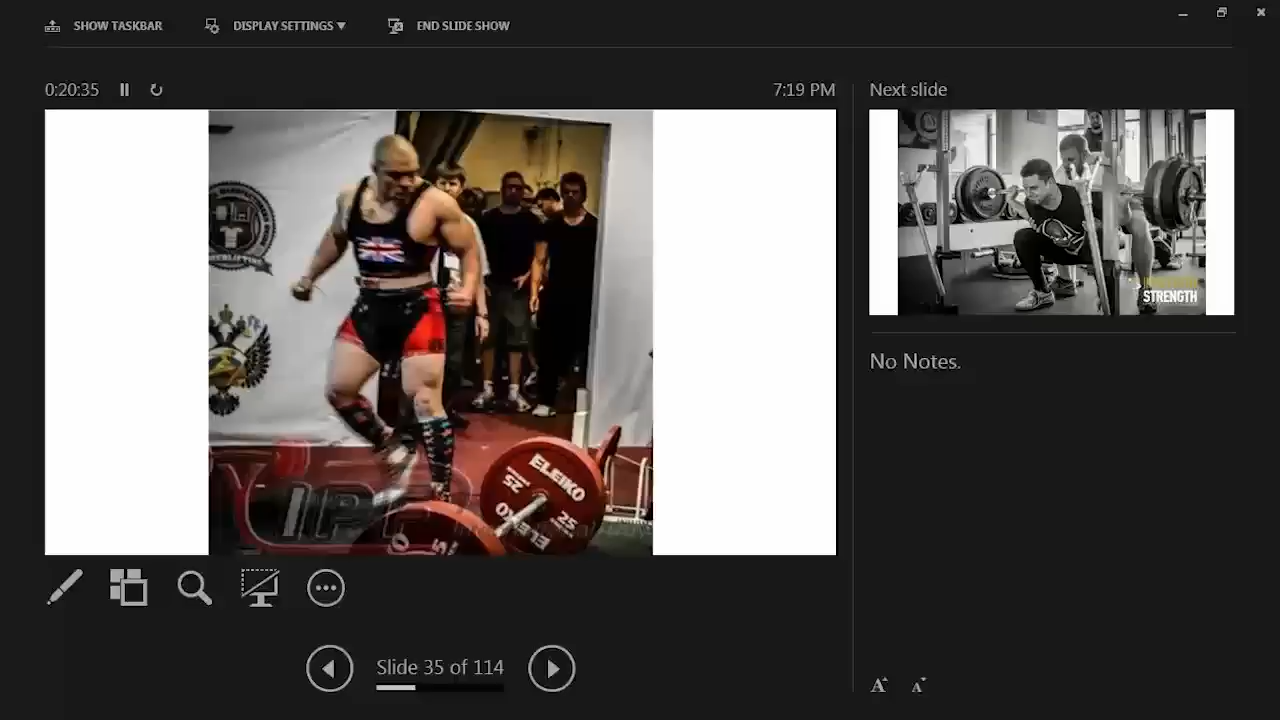 SHOW TASKBAR
DISPLAY SETTINGS
END SLIDE SHOW
0:20:35
7:19 PM
Next slide
ELEIKO
25
25
ELEIKO
IPF
STRENGTH
No Notes.
Slide 35 of 114
A
A